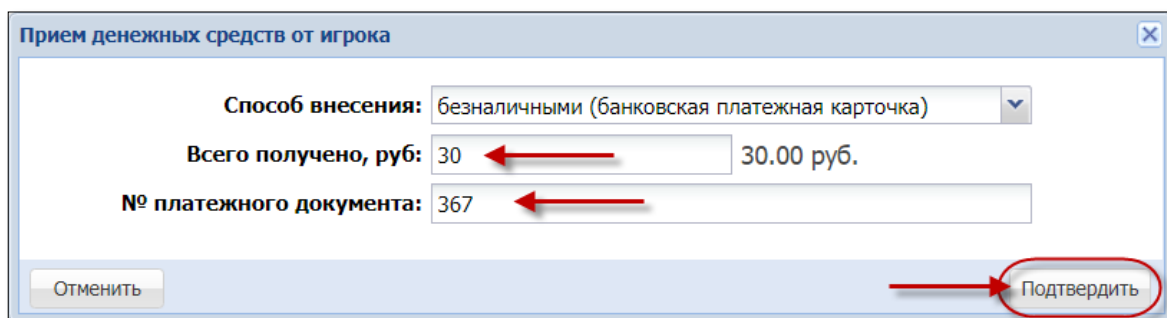 Прием денежных средств от игрока
Способ внесения: безналичными (банковская платежная карточка)
Всего получено, руб: 30 30.00 руб.
№ платежного документа: 367
Отменить Подтвердить